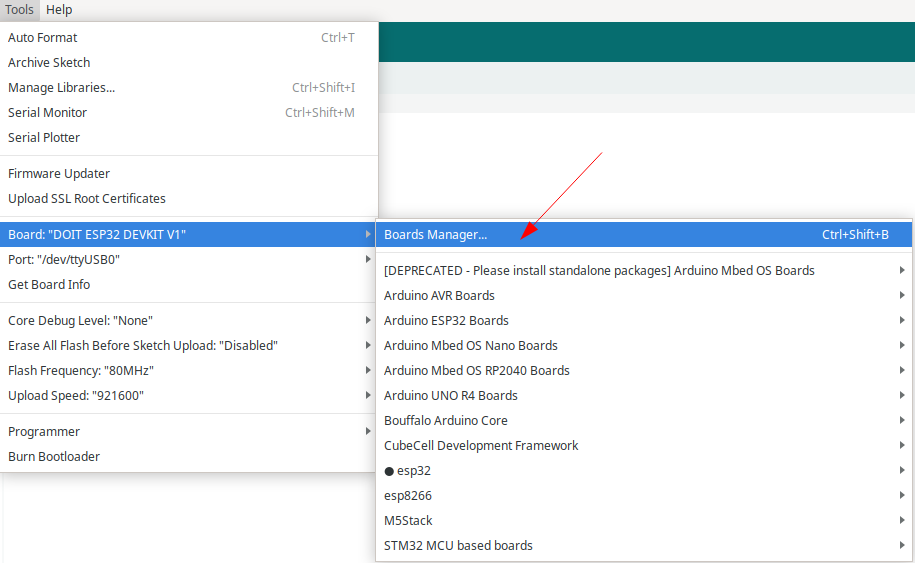 Tools Help
Auto Format Ctrl+T
Archive Sketch
Manage Libraries... Ctrl+Shift+I
Serial Monitor Ctrl+Shift+M
Serial Plotter
Firmware Updater
Upload SSL Root Certificates
Board: "DOIT ESP32 DEVKIT V1"
Port: "/dev/ttyUSB0"
Get Board Info
Core Debug Level: "None"
Erase All Flash Before Sketch Upload: "Disabled"
Flash Frequency: "80MHz"
Upload Speed: "921600"
Programmer
Burn Bootloader
Boards Manager... Ctrl+Shift+B
[DEPRECATED - Please install standalone packages] Arduino Mbed OS Boards
Arduino AVR Boards
Arduino ESP32 Boards
Arduino Mbed OS Nano Boards
Arduino Mbed OS RP2040 Boards
Arduino UNO R4 Boards
Bouffalo Arduino Core
CubeCell Development Framework
● esp32
esp8266
M5Stack
STM32 MCU based boards